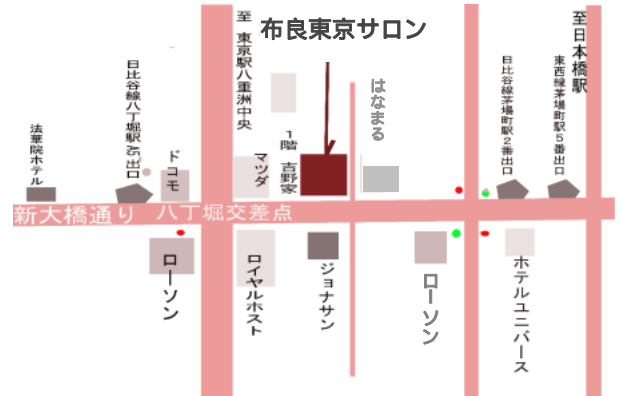 布良東京サロン
至 東京駅八重洲中央
至日本橋駅
はなまる
日比谷線八丁堀駅A5出口
法華院ホテル
ドコモ
マツダ
1階 吉野家
日比谷線茅場町駅2番出口
東西線茅場町駅5番出口
新大橋通り 八丁堀交差点
ローソン
ロイヤルホスト
ジョナサン
ローソン
ホテルユニバース